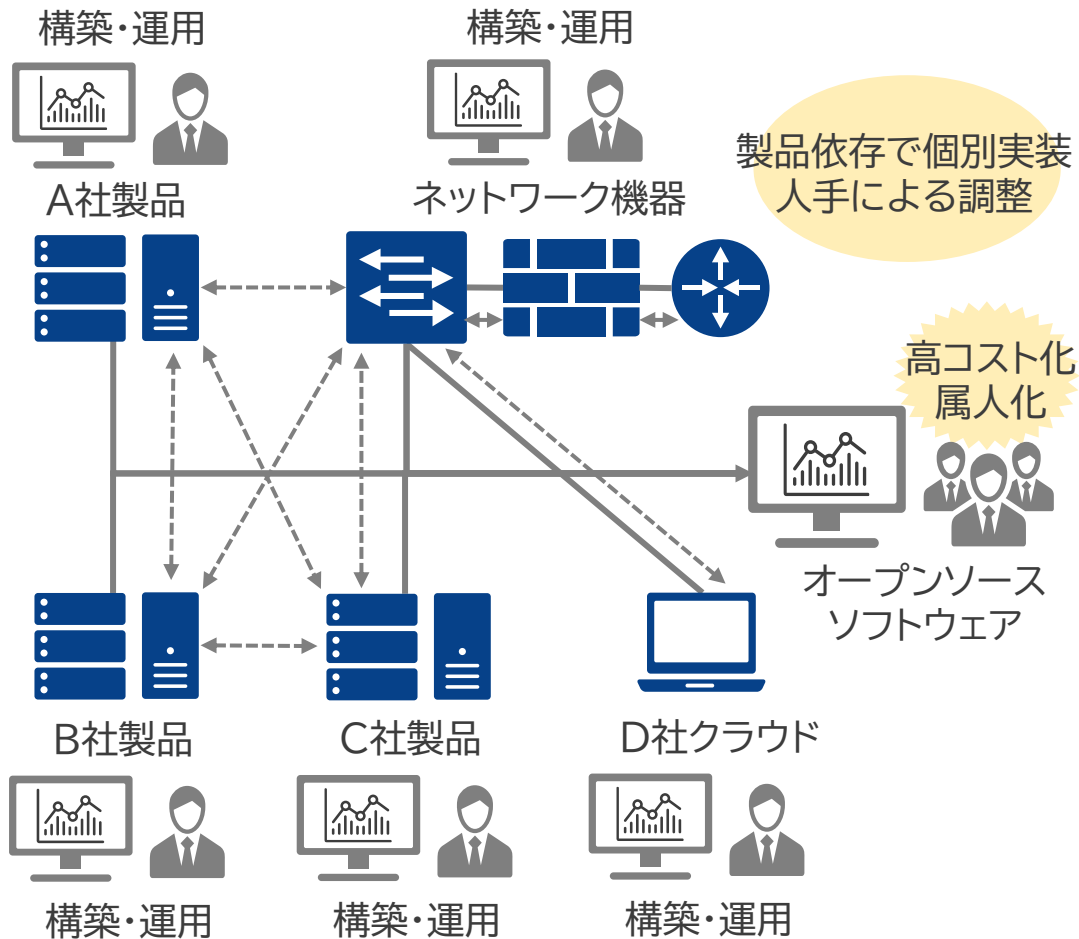 構築・運用
構築・運用
製品依存で個別実装
人手による調整
A社製品
ネットワーク機器
高コスト化
属人化
オープンソース
ソフトウェア
B社製品
C社製品
D社クラウド
構築・運用
構築・運用
構築・運用